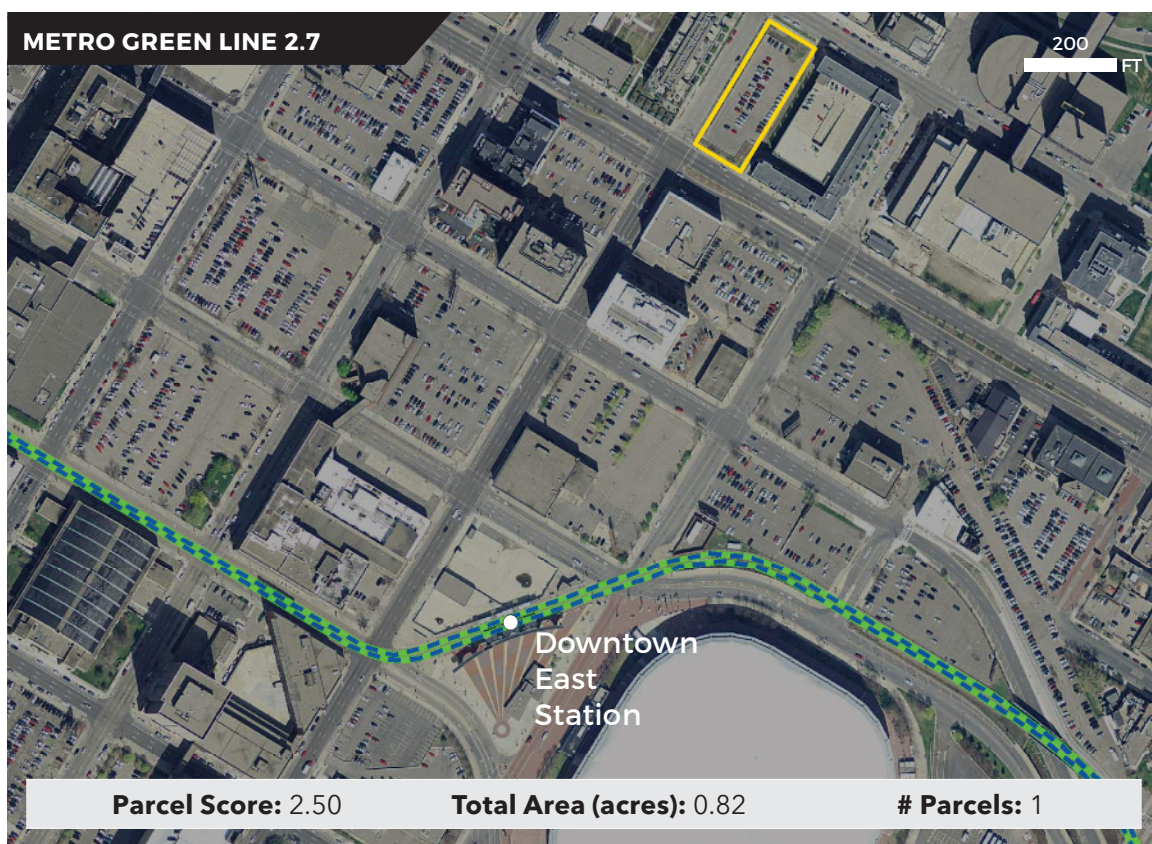 METRO GREEN LINE 2.7
200
FT
Downtown
East
Station
Parcel Score: 2.50 Total Area (acres): 0.82 # Parcels: 1